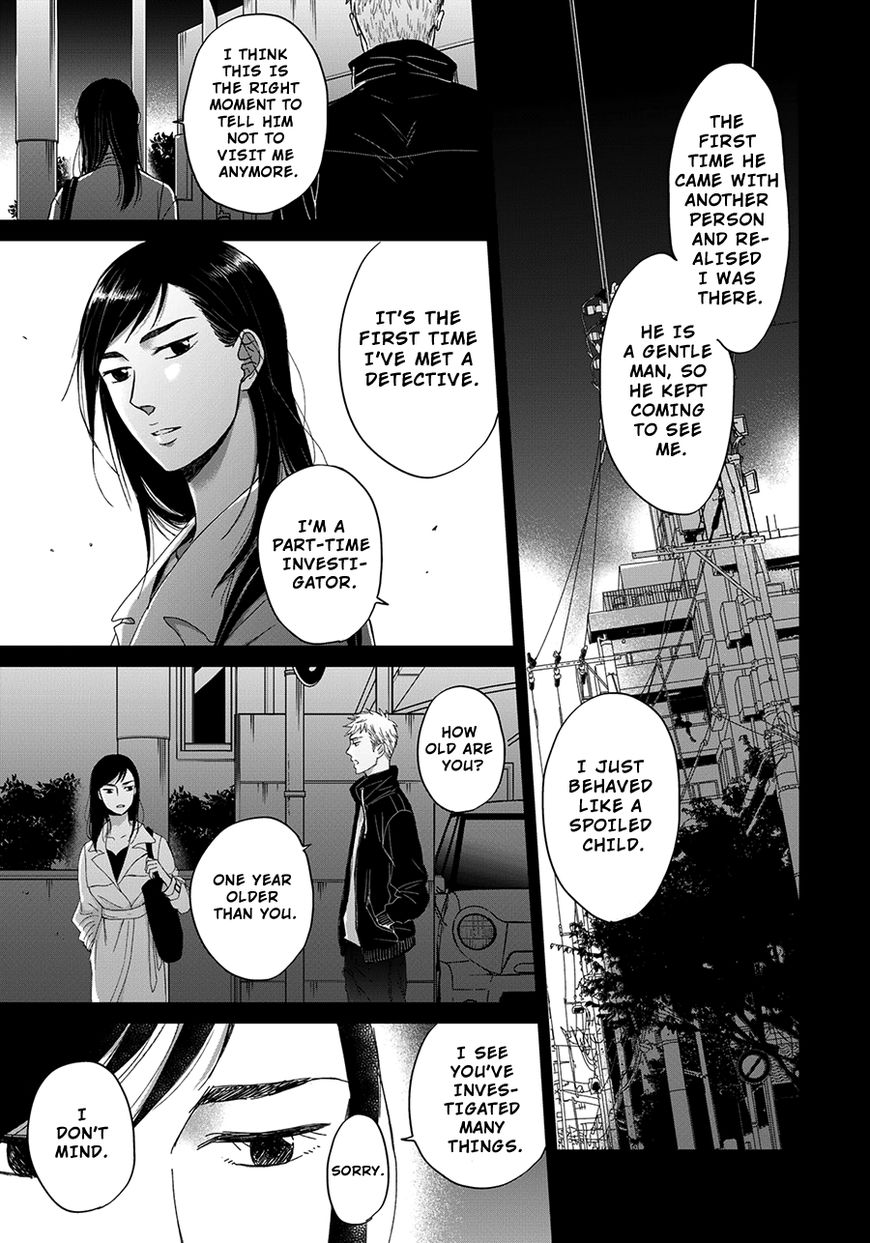 THE
FIRST
TIME HE
CAME WITH
ANOTHER
PERSON
AND RE-
ALISED
I WAS
THERE.
HE IS
A GENTLE
MAN, SO
HE KEPT
COMING
TO SEE
ME.
I JUST
BEHAVED
LIKE A
SPOILED
CHILD.
I THINK
THIS IS
THE RIGHT
MOMENT TO
TELL HIM
NOT TO
VISIT ME
ANYMORE.
IT'S THE
FIRST TIME
I'VE MET A
DETECTIVE.
I'M A
PART-TIME
INVESTI-
GATOR.
HOW
OLD ARE
YOU?
ONE YEAR
OLDER
THAN YOU.
I SEE
YOU'VE
INVES-
TIGATED
MANY
THINGS.
SORRY.
I
DON'T
MIND.